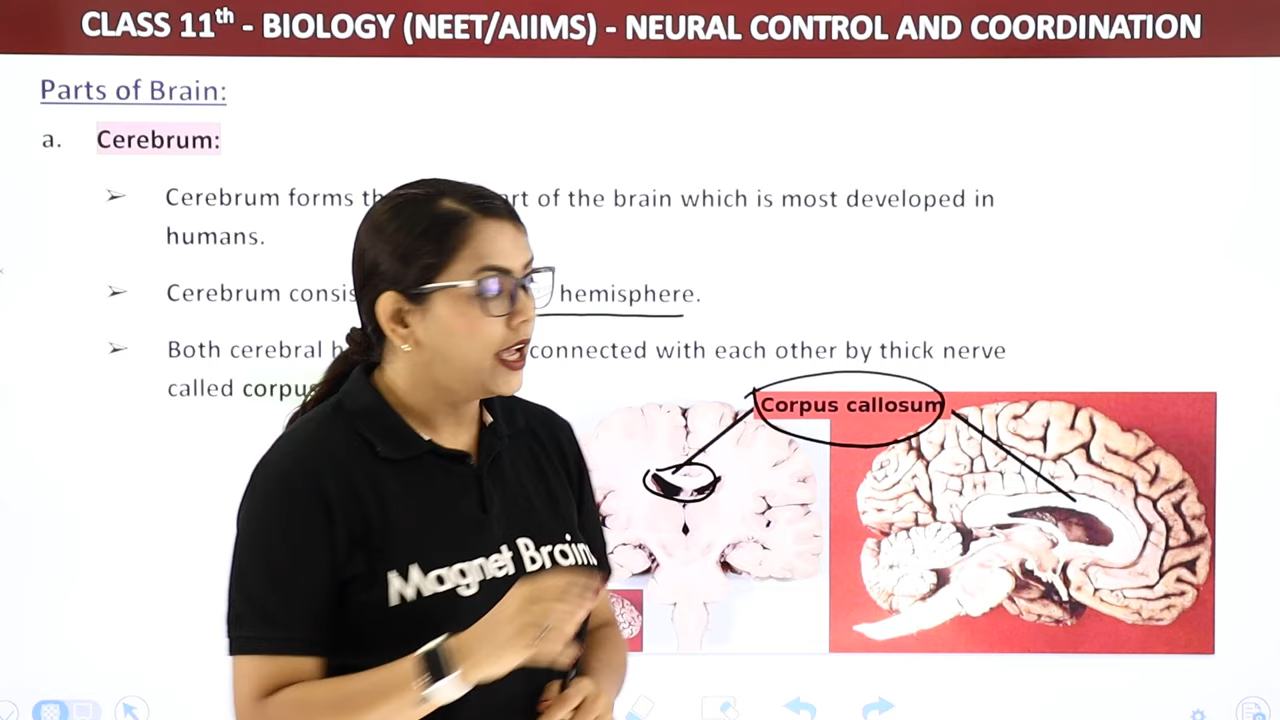 CLASS 11th - BIOLOGY (NEET/AIIMS) - NEURAL CONTROL AND COORDINATION
Parts of Brain:
a. Cerebrum:
➢ Cerebrum forms th rt of the brain which is most developed in
humans.
➢ Cerebrum consis hemisphere.
➢ Both cerebral h connected with each other by thick nerve
called corpus
Corpus callosum
Magnet Brains